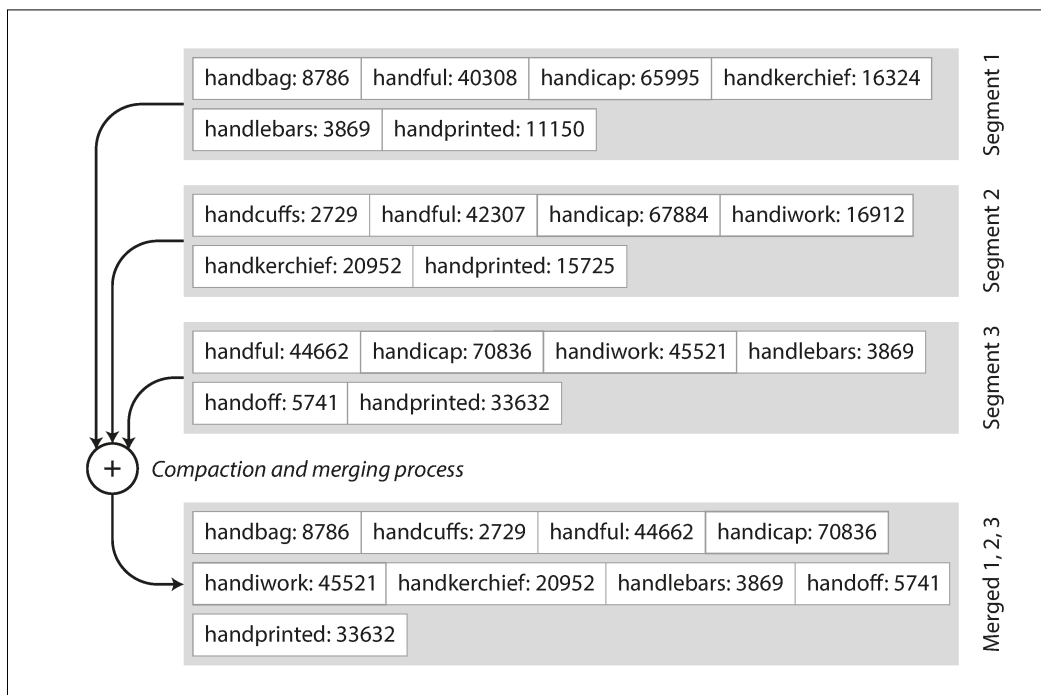 handbag: 8786 handful: 40308 handicap: 65995 handkerchief: 16324
handlebars: 3869 handprinted: 11150
Segment 1
handcuffs: 2729 handful: 42307 handicap: 67884 handiwork: 16912
handkerchief: 20952 handprinted: 15725
Segment 2
handful: 44662 handicap: 70836 handiwork: 45521 handlebars: 3869
handoff: 5741 handprinted: 33632
Segment 3
+ Compaction and merging process
handbag: 8786 handcuffs: 2729 handful: 44662 handicap: 70836
handiwork: 45521 handkerchief: 20952 handlebars: 3869 handoff: 5741
handprinted: 33632
Merged 1, 2, 3